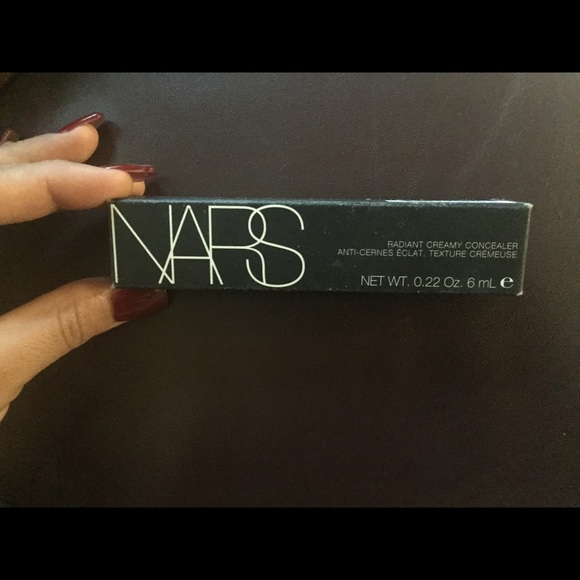 NARS
RADIANT CREAMY CONCEALER
ANTI-CERNES ÉCLAT, TEXTURE CRÉMEUSE
NET WT. 0.22 Oz. 6 mL ℮